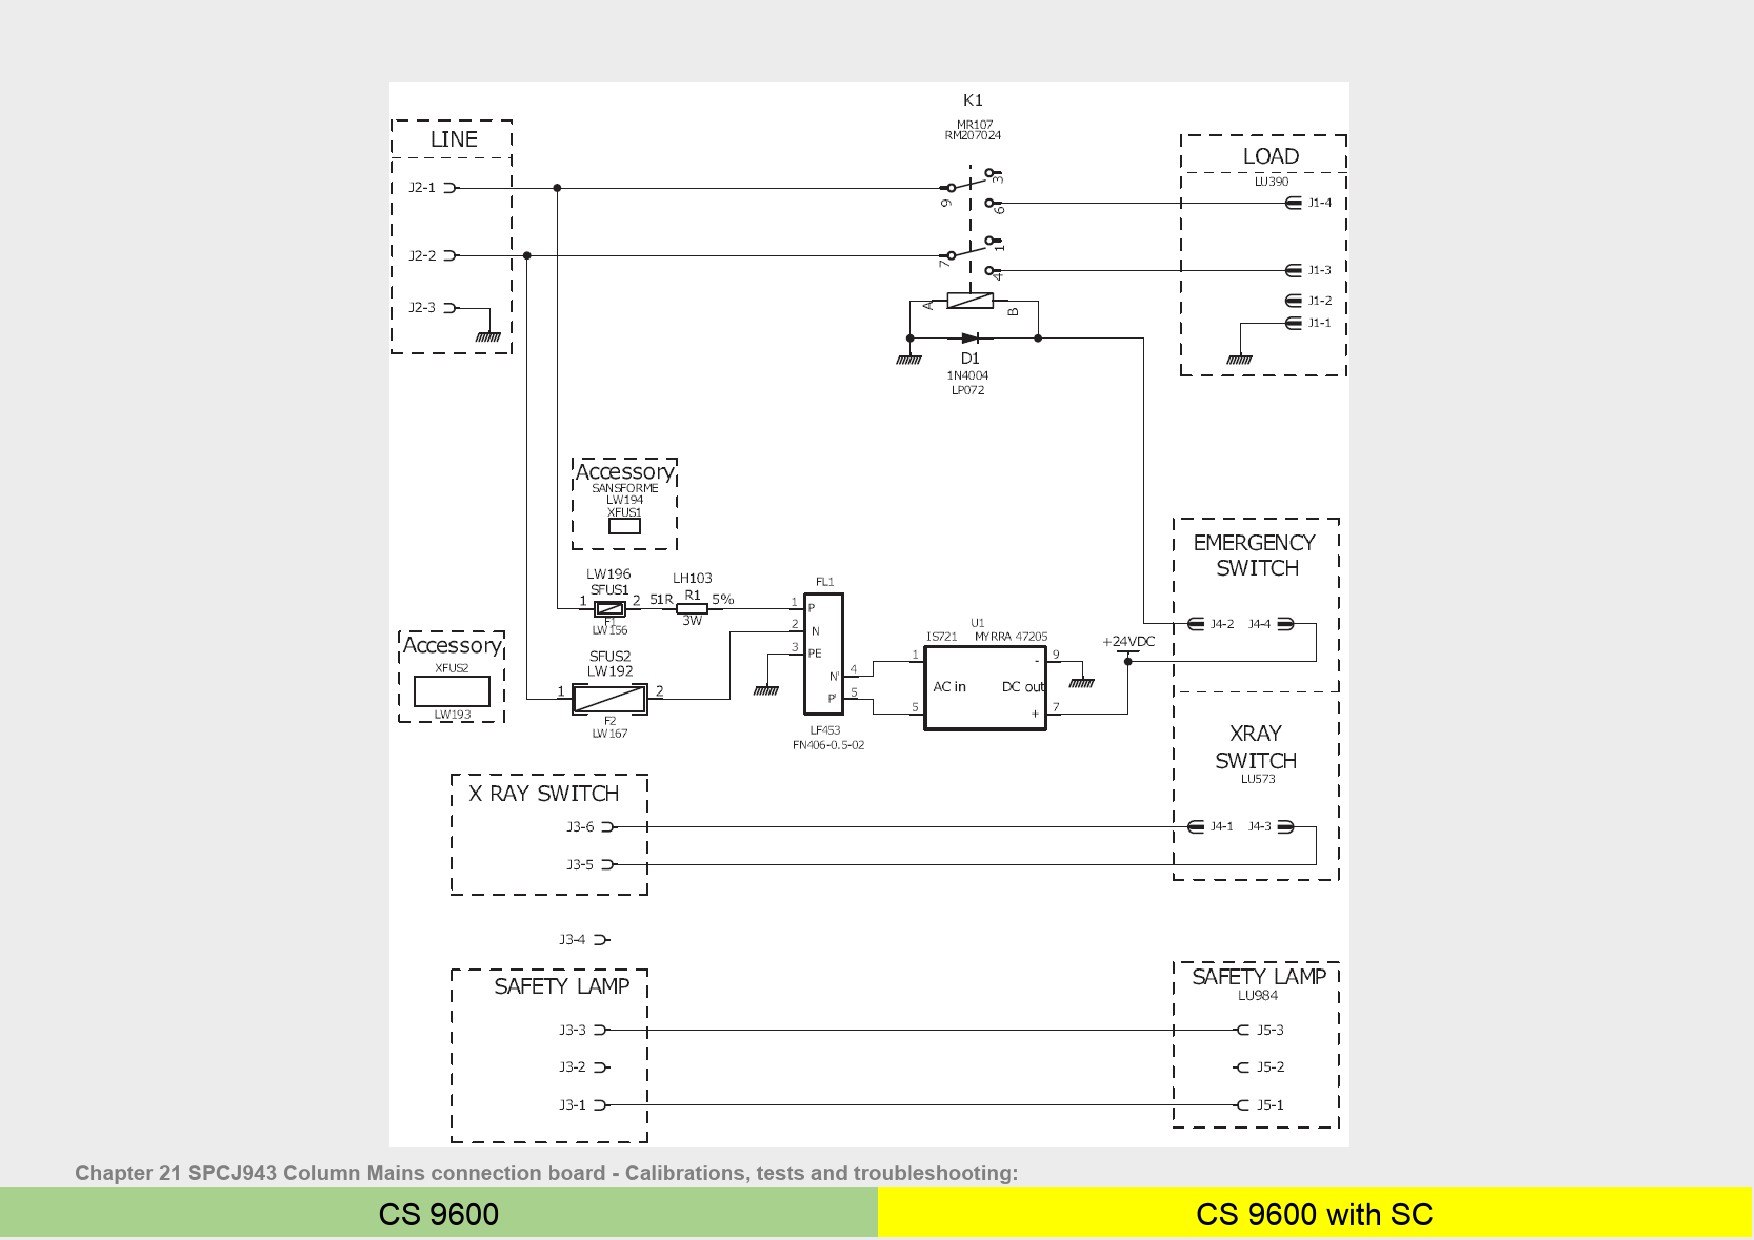 K1
MR107
RM207024
LINE
J2-1
J2-2
J2-3
9
3
6
7
1
4
A
B
D1
1N4004
LP072
LOAD
LU390
J1-4
J1-3
J1-2
J1-1
Accessory
SANSFORME
LW194
XFUS1
LW196
SFUS1
1
2
F1
LW156
LH103
51R
R1
5%
3W
Accessory
XFUS2
LW193
SFUS2
LW192
1
2
F2
LW167
FL1
1
P
2
N
3
PE
N'
4
P'
5
LF453
FN406-0.5-02
U1
IS721
MYRRA 47205
1
-
9
AC in
DC out
5
+
7
+24VDC
EMERGENCY
SWITCH
J4-2
J4-4
XRAY
SWITCH
LU573
J4-1
J4-3
X RAY SWITCH
J3-6
J3-5
J3-4
SAFETY LAMP
J3-3
J3-2
J3-1
SAFETY LAMP
LU984
J5-3
J5-2
J5-1
Chapter 21 SPCJ943 Column Mains connection board - Calibrations, tests and troubleshooting:
CS 9600
CS 9600 with SC